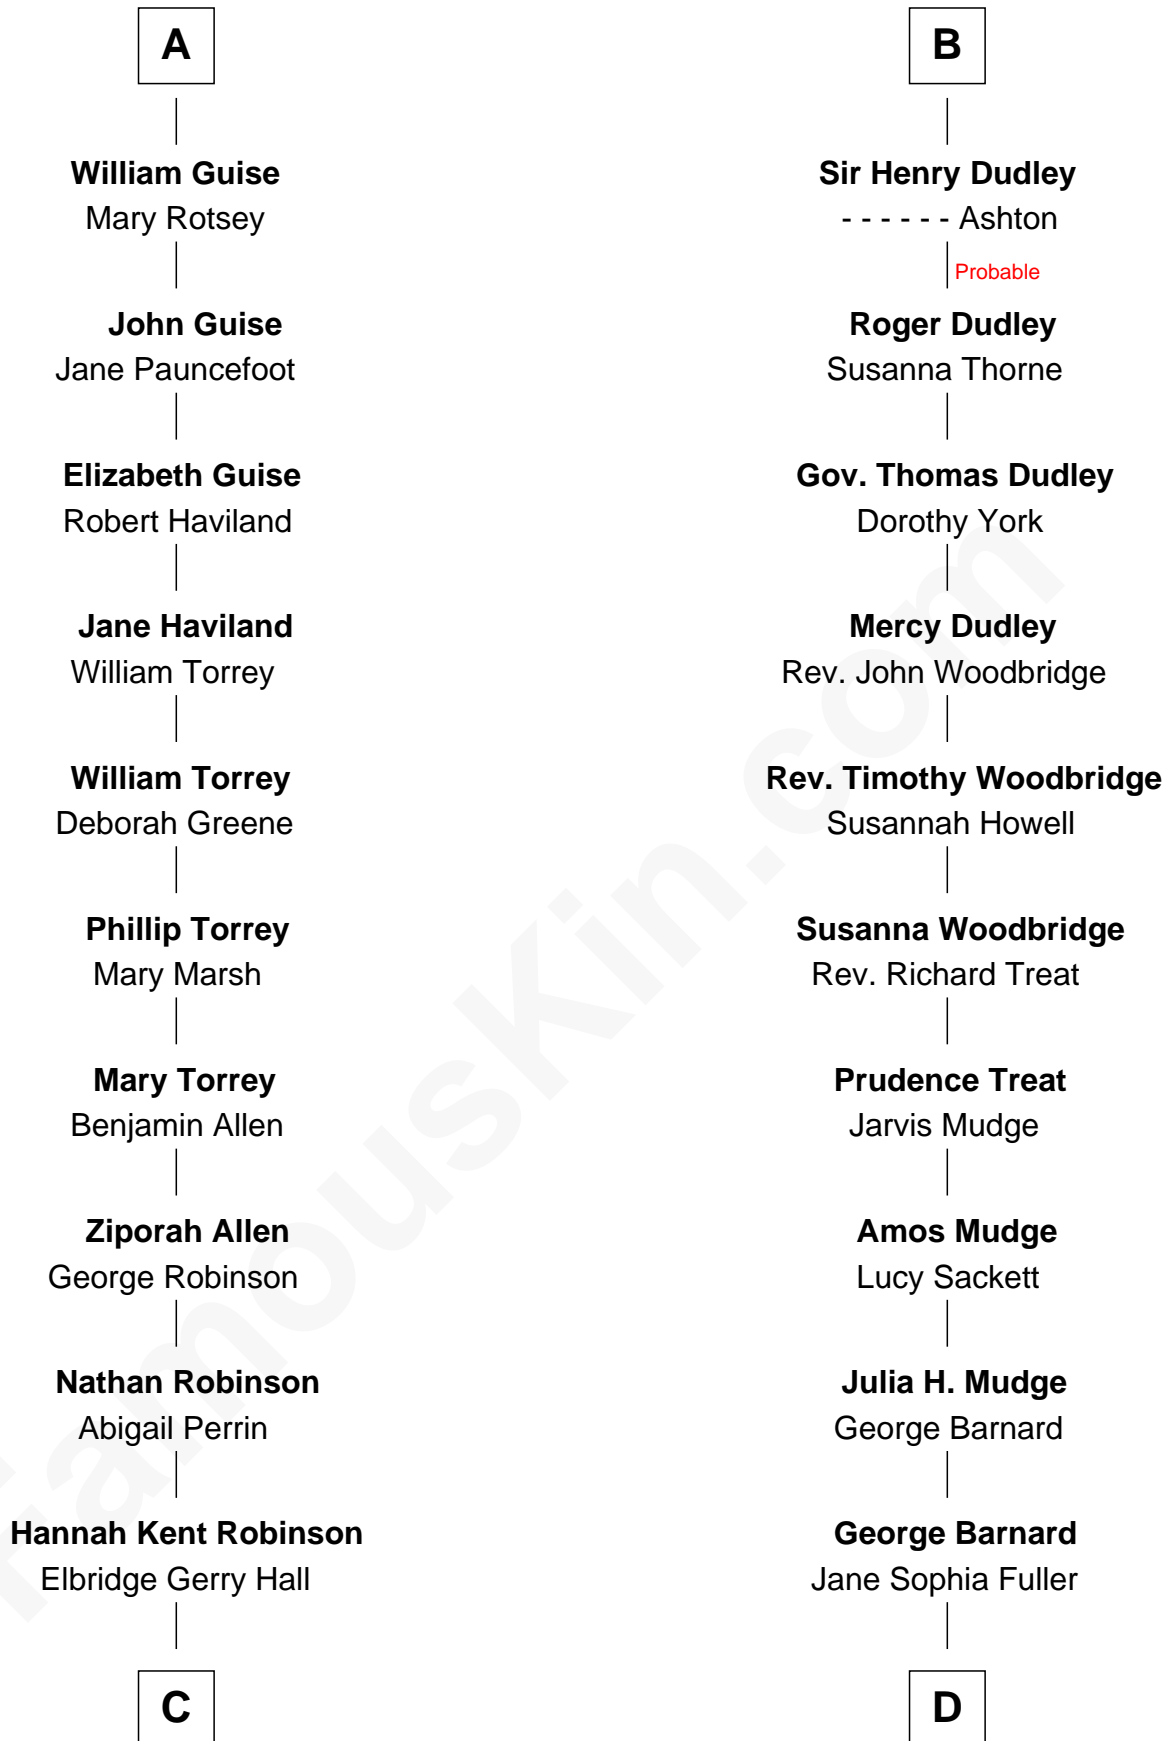 A
William Guise
Mary Rotsey
John Guise
Jane Pauncefoot
Elizabeth Guise
Robert Haviland
Jane Haviland
William Torrey
William Torrey
Deborah Greene
Phillip Torrey
Mary Marsh
Mary Torrey
Benjamin Allen
Ziporah Allen
George Robinson
Nathan Robinson
Abigail Perrin
Hannah Kent Robinson
Elbridge Gerry Hall
C
B
Sir Henry Dudley
- - - - - - Ashton
Probable
Roger Dudley
Susanna Thorne
Gov. Thomas Dudley
Dorothy York
Mercy Dudley
Rev. John Woodbridge
Rev. Timothy Woodbridge
Susannah Howell
Susanna Woodbridge
Rev. Richard Treat
Prudence Treat
Jarvis Mudge
Amos Mudge
Lucy Sackett
Julia H. Mudge
George Barnard
George Barnard
Jane Sophia Fuller
D
famouskin.com